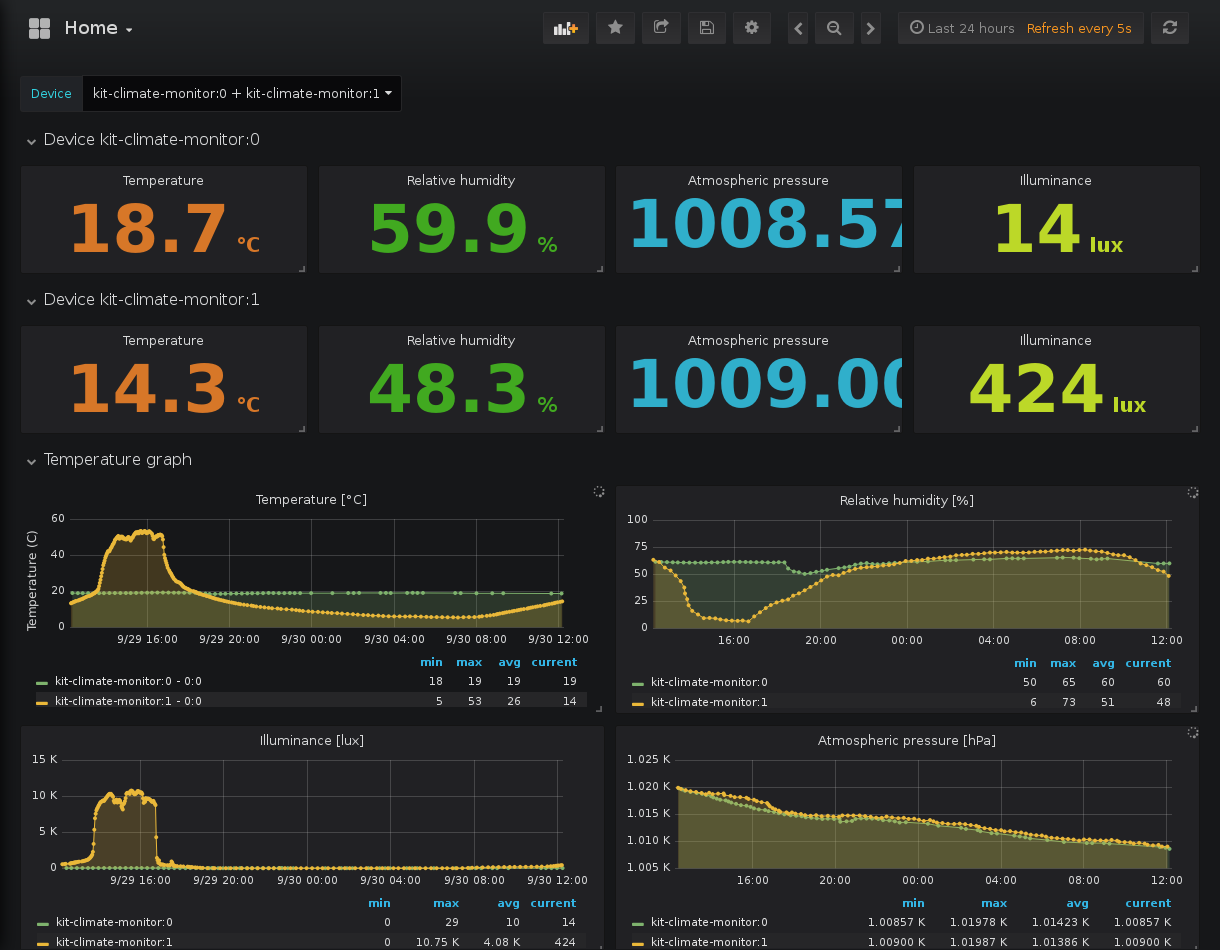 Home
Last 24 hours Refresh every 5s
Device kit-climate-monitor:0 + kit-climate-monitor:1
Device kit-climate-monitor:0
Temperature Relative humidity Atmospheric pressure Illuminance
18.7 °C 59.9 % 1008.57 14 lux
Device kit-climate-monitor:1
Temperature Relative humidity Atmospheric pressure Illuminance
14.3 °C 48.3 % 1009.00 424 lux
Temperature graph
Temperature [°C]
Temperature (C)
60
40
20
0
9/29 16:00 9/29 20:00 9/30 00:00 9/30 04:00 9/30 08:00 9/30 12:00
min max avg current
kit-climate-monitor:0 - 0:0 18 19 19 19
kit-climate-monitor:1 - 0:0 5 53 26 14
Relative humidity [%]
100
75
50
25
0
16:00 20:00 00:00 04:00 08:00 12:00
min max avg current
kit-climate-monitor:0 50 65 60 60
kit-climate-monitor:1 6 73 51 48
Illuminance [lux]
15 K
10 K
5 K
0
9/29 16:00 9/29 20:00 9/30 00:00 9/30 04:00 9/30 08:00 9/30 12:00
min max avg current
kit-climate-monitor:0 0 29 10 14
kit-climate-monitor:1 0 10.75 K 4.08 K 424
Atmospheric pressure [hPa]
1.025 K
1.020 K
1.015 K
1.010 K
1.005 K
16:00 20:00 00:00 04:00 08:00 12:00
min max avg current
kit-climate-monitor:0 1.00857 K 1.01978 K 1.01423 K 1.00857 K
kit-climate-monitor:1 1.00900 K 1.01987 K 1.01386 K 1.00900 K